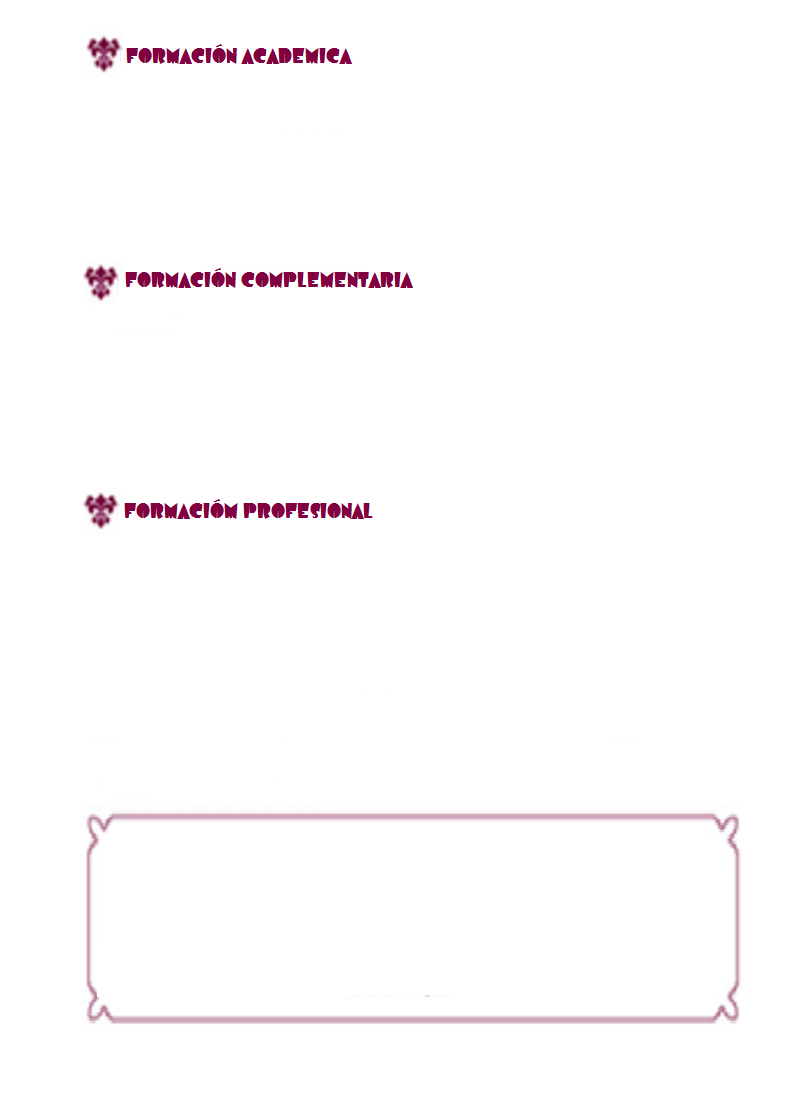 FORMACIÓN ACADEMICA
FORMACIÓN COMPLEMENTARIA
FORMACIÓM PROFESIONAL